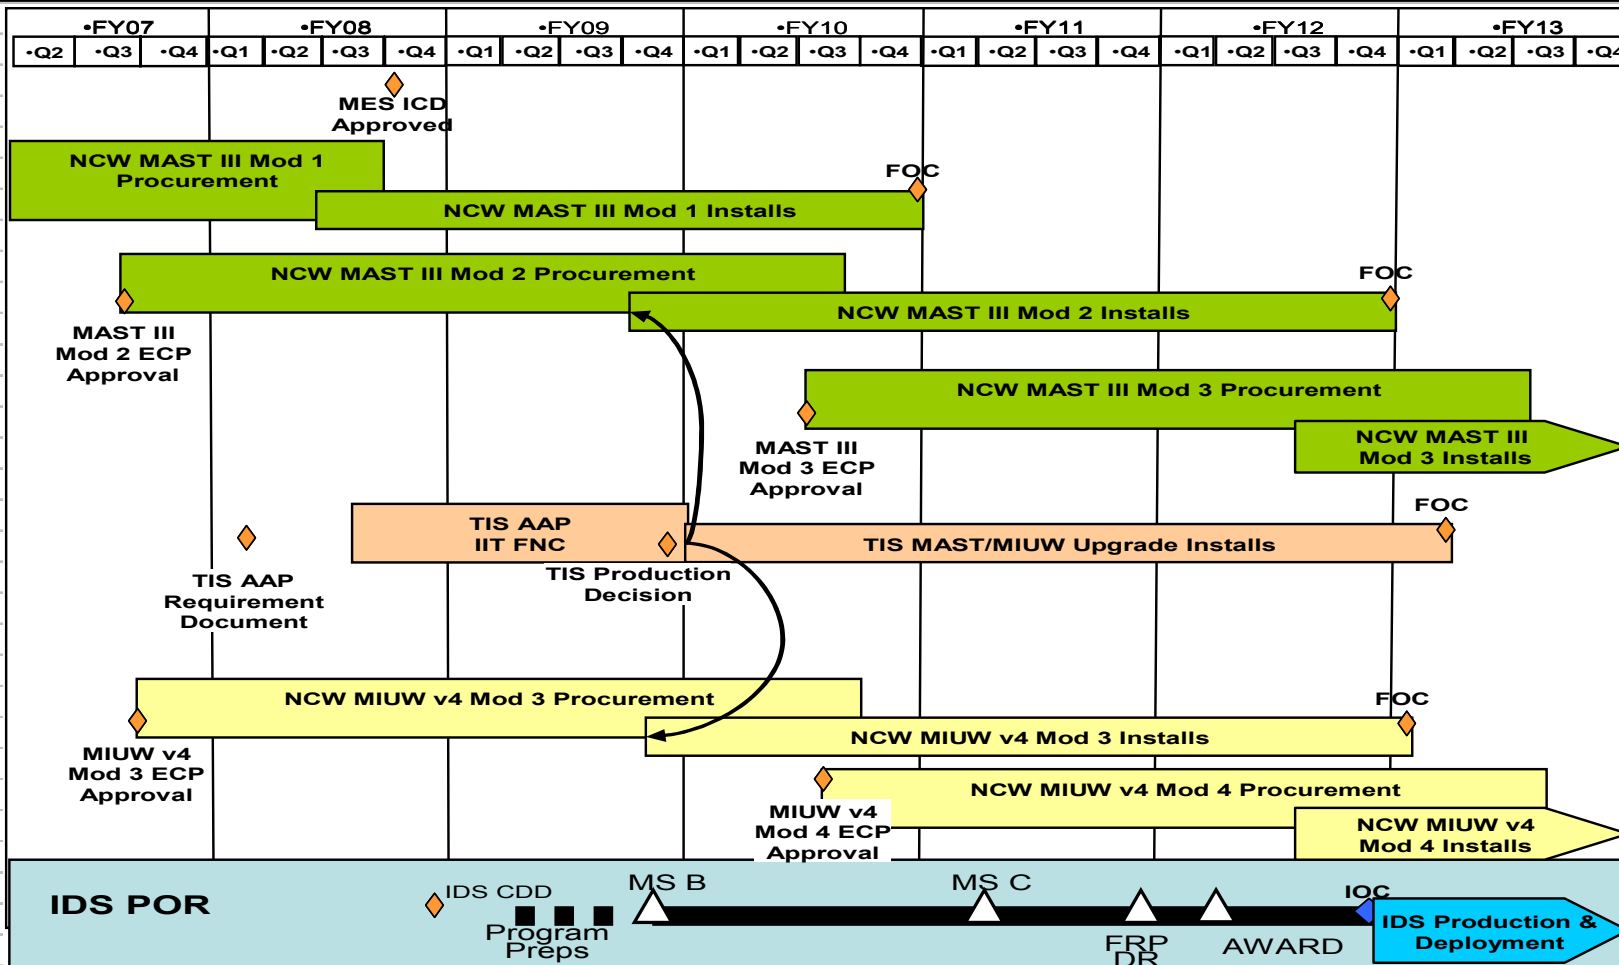 •FY07 •FY08 •FY09 •FY10 •FY11 •FY12 •FY13
•Q2 •Q3 •Q4 •Q1 •Q2 •Q3 •Q4 •Q1 •Q2 •Q3 •Q4 •Q1 •Q2 •Q3 •Q4 •Q1 •Q2 •Q3 •Q4 •Q1 •Q2 •Q3 •Q4 •Q1 •Q2 •Q3 •Q4
MES ICD
Approved
NCW MAST III Mod 1
Procurement
FOC
NCW MAST III Mod 1 Installs
NCW MAST III Mod 2 Procurement
FOC
NCW MAST III Mod 2 Installs
MAST III
Mod 2 ECP
Approval
NCW MAST III Mod 3 Procurement
MAST III
Mod 3 ECP
Approval
NCW MAST III
Mod 3 Installs
FOC
TIS AAP
IIT FNC
TIS MAST/MIUW Upgrade Installs
TIS Production
Decision
TIS AAP
Requirement
Document
NCW MIUW v4 Mod 3 Procurement
FOC
NCW MIUW v4 Mod 3 Installs
MIUW v4
Mod 3 ECP
Approval
NCW MIUW v4 Mod 4 Procurement
MIUW v4
Mod 4 ECP
Approval
NCW MIUW v4
Mod 4 Installs
IDS POR
IDS CDD
Program
Preps
MS B
MS C
FRP
DR
AWARD
IOC
IDS Production &
Deployment